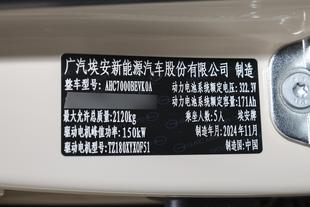 广汽埃安新能源汽车股份有限公司 制造
整车型号: AHC7000BEVK0A 动力电池系统额定电压: 322.3V
动力电池系统额定容量: 171Ah
最大允许总质量: 2120kg 乘坐人数: 5人 埃安牌
驱动电机峰值功率: 150kW 制造年月: 2024年11月
驱动电机型号: TZ180XYX0F51 制造国: 中国